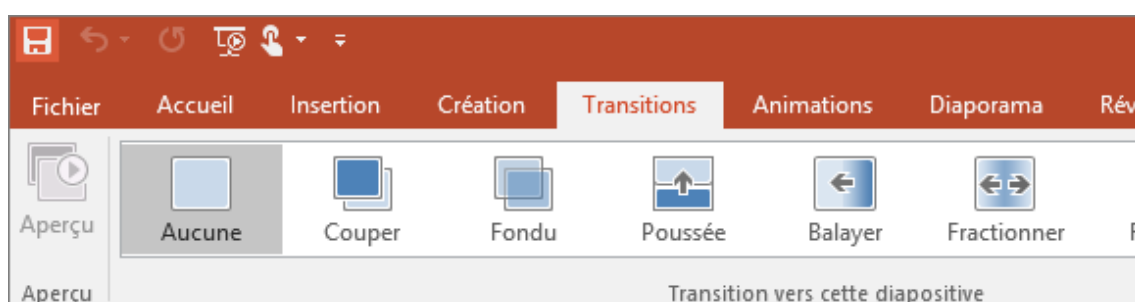 Fichier Accueil Insertion Création Transitions Animations Diaporama Rév
Aperçu Aucune Couper Fondu Poussée Balayer Fractionner
Aperçu Transition vers cette diapositive